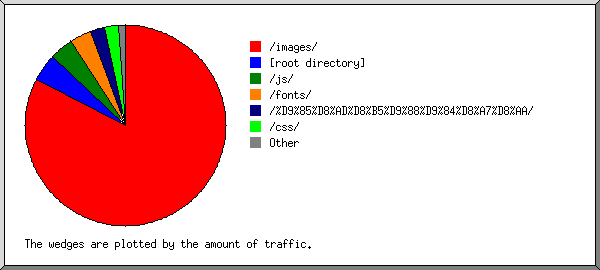 /images/
[root directory]
/js/
/fonts/
/%D9%85%D8%AD%D8%B5%D9%88%D9%84%D8%A7%D8%AA/
/css/
Other
The wedges are plotted by the amount of traffic.